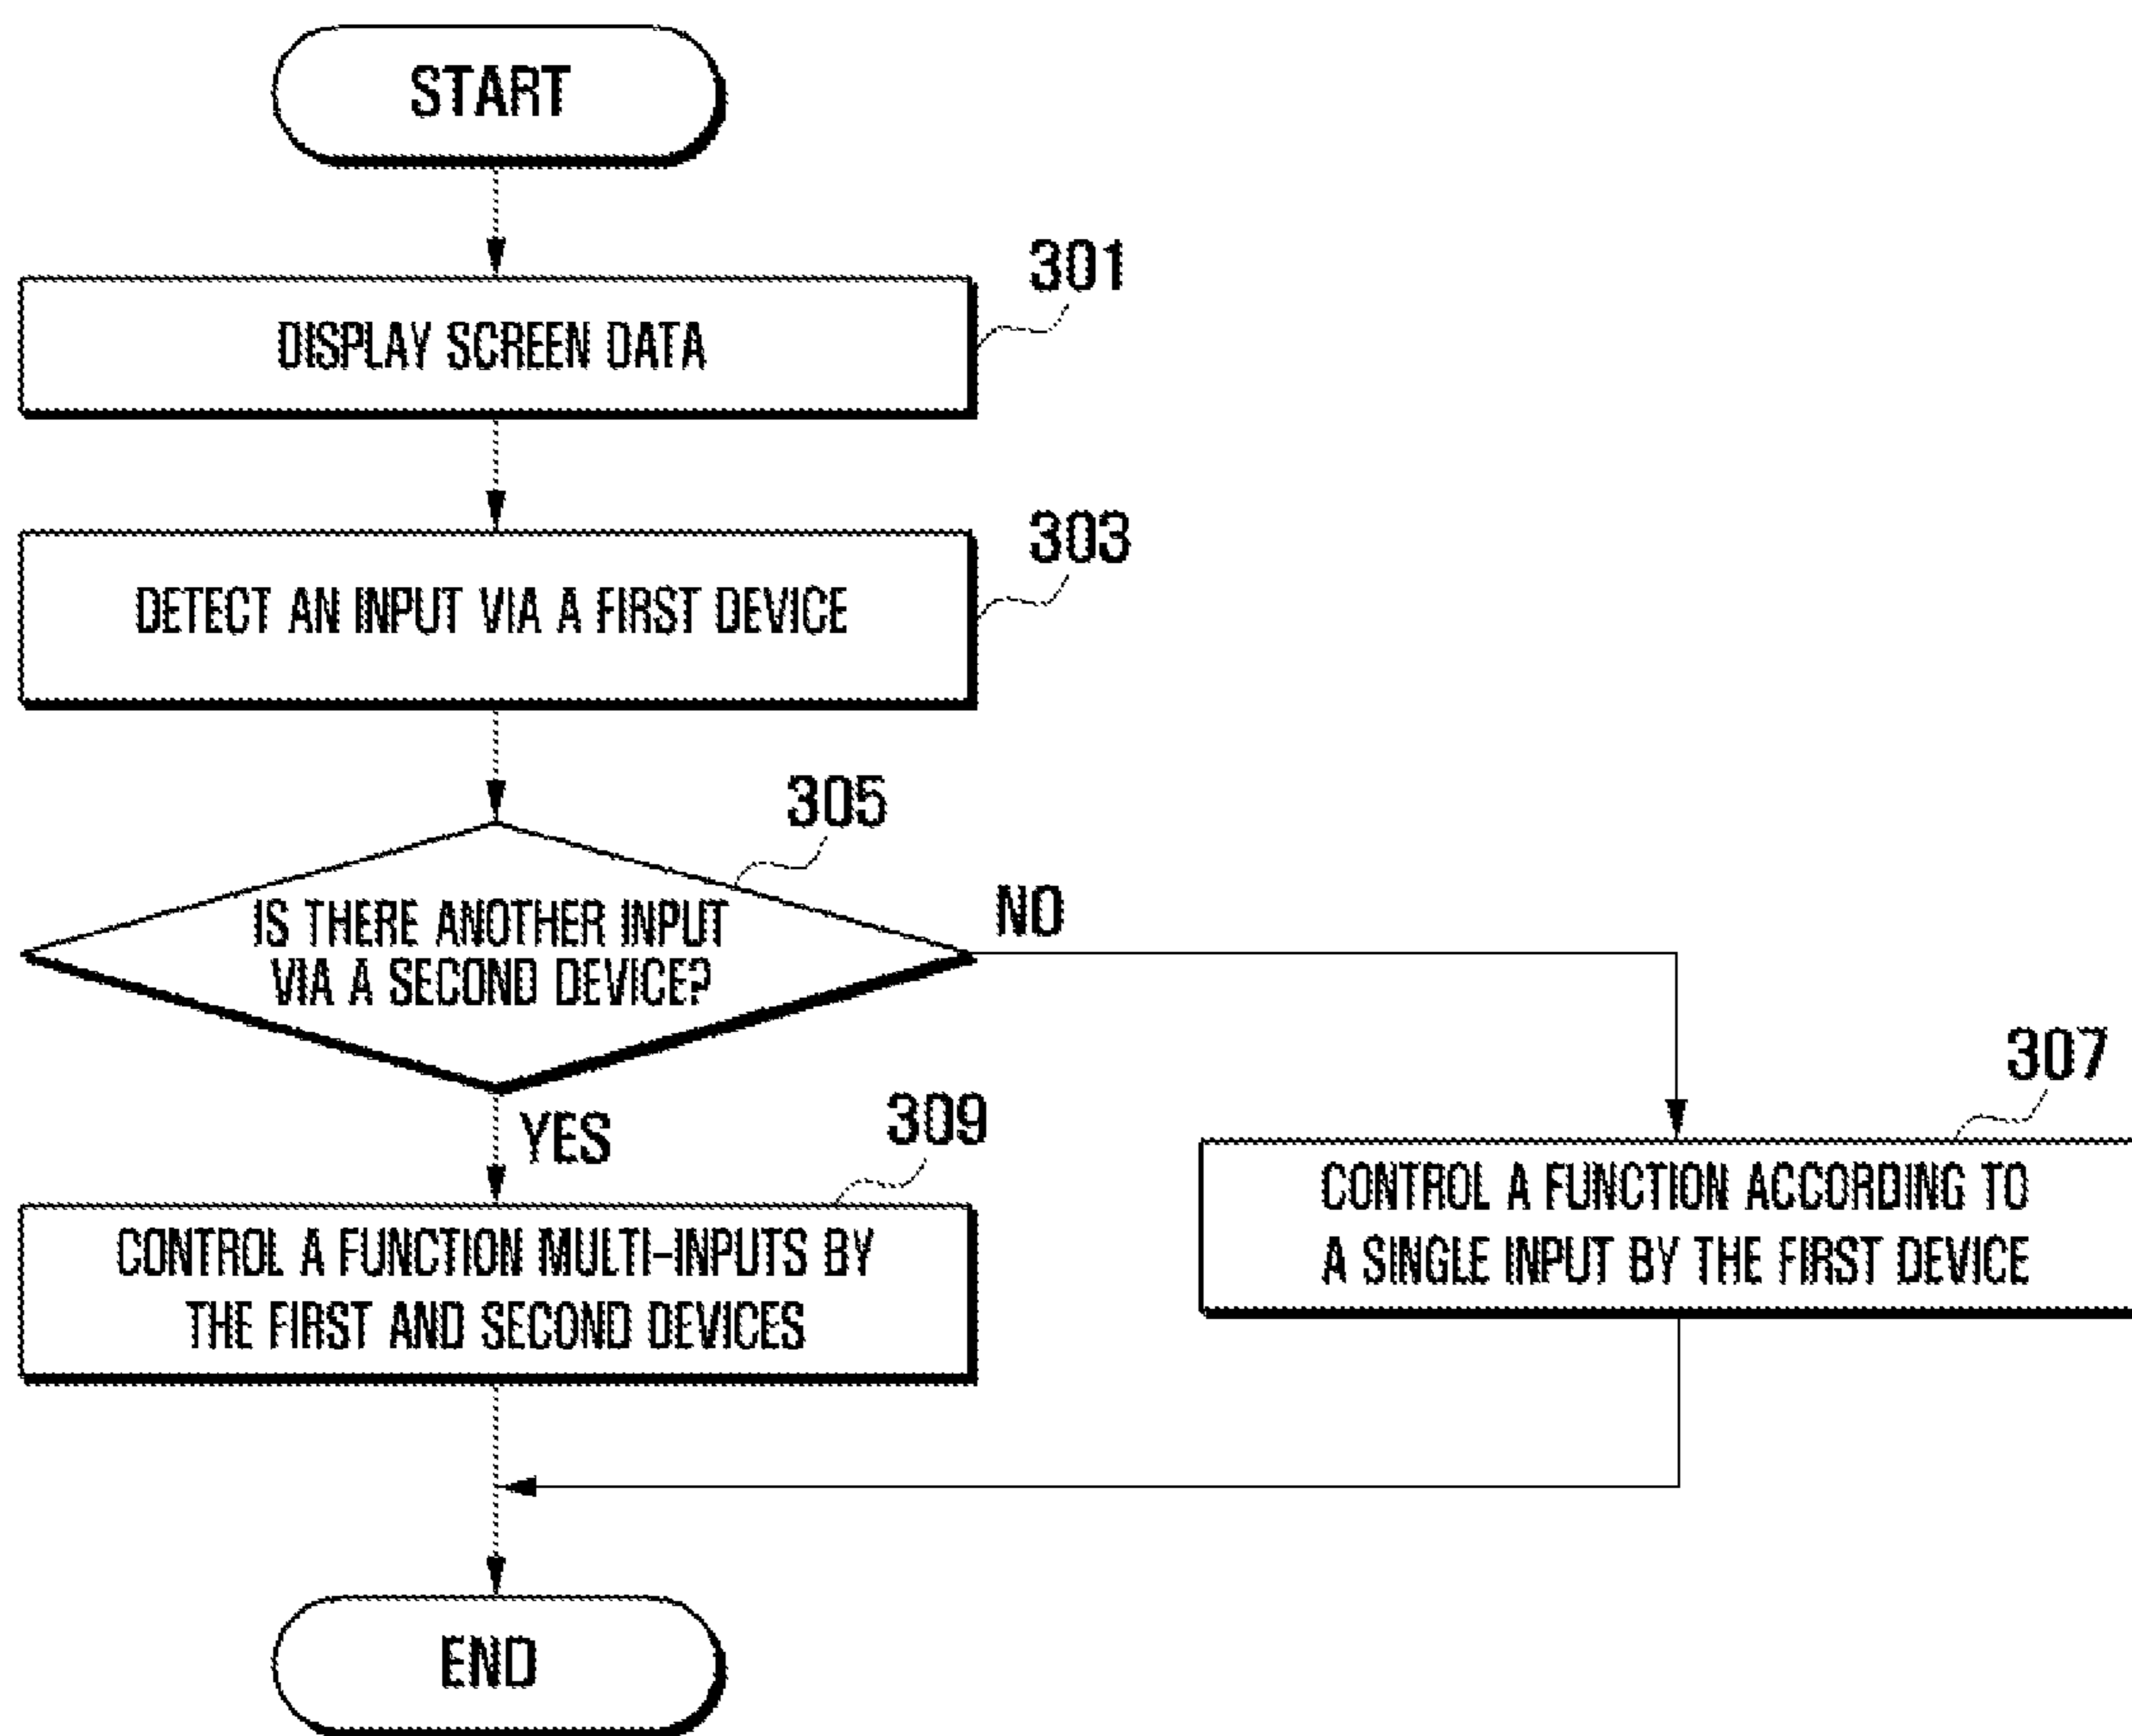 START
301
DISPLAY SCREEN DATA
303
DETECT AN INPUT VIA A FIRST DEVICE
305
IS THERE ANOTHER INPUT
VIA A SECOND DEVICE?
NO
YES
309
CONTROL A FUNCTION MULTI-INPUTS BY
THE FIRST AND SECOND DEVICES
307
CONTROL A FUNCTION ACCORDING TO
A SINGLE INPUT BY THE FIRST DEVICE
END